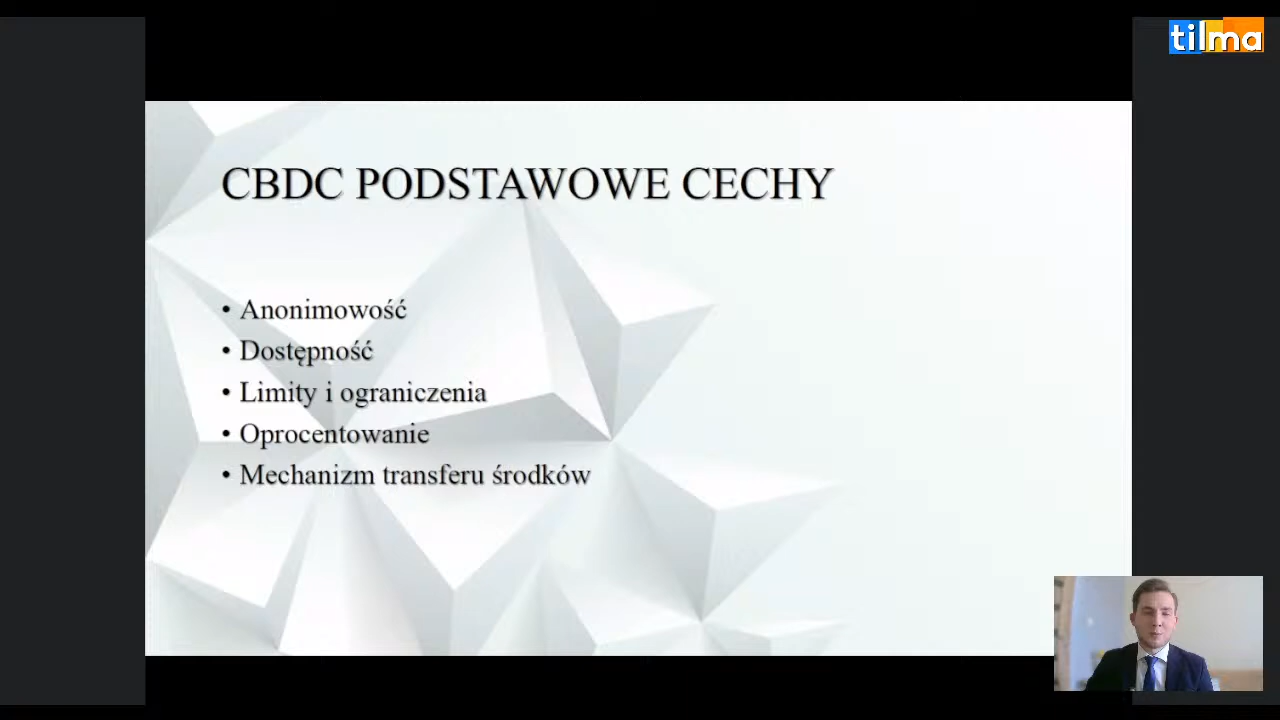 tilma
CBDC PODSTAWOWE CECHY
• Anonimowość
• Dostępność
• Limity i ograniczenia
• Oprocentowanie
• Mechanizm transferu środków